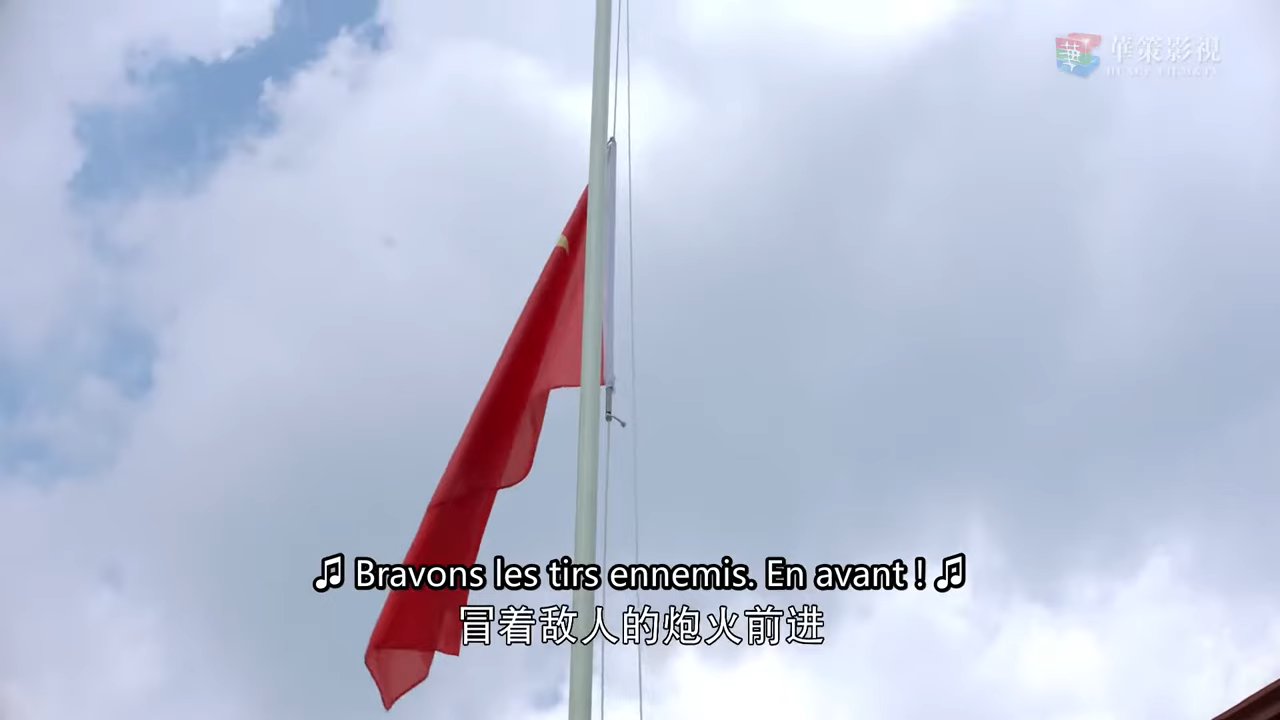 華 華策影視
♫ Bravons les tirs ennemis. En avant ! ♫
冒着敌人的炮火前进